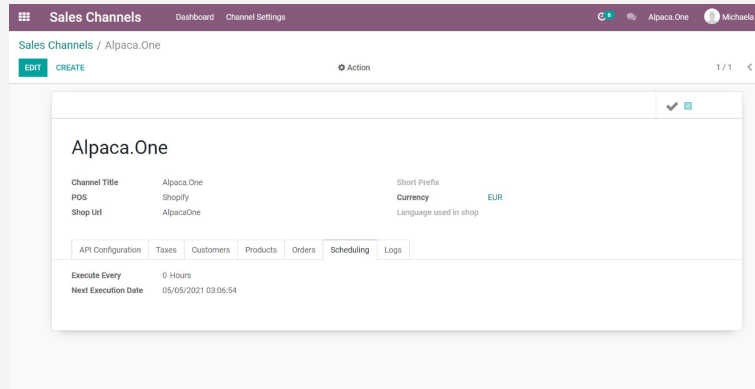 Sales Channels Dashboard Channel Settings 6 Alpaca.One Michaela
Sales Channels / Alpaca.One
EDIT CREATE Action 1 / 1
Alpaca.One
Channel Title Alpaca.One Short Prefix
POS Shopify Currency EUR
Shop Url AlpacaOne Language used in shop
API Configuration Taxes Customers Products Orders Scheduling Logs
Execute Every 0 Hours
Next Execution Date 05/05/2021 03:06:54